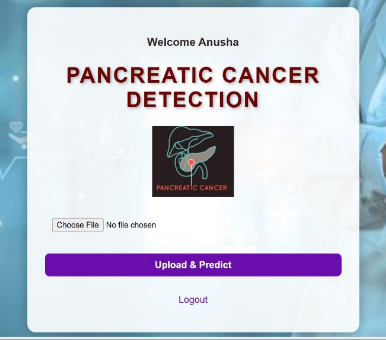 Welcome Anusha
PANCREATIC CANCER
DETECTION
PANCREATIC CANCER
Choose File No file chosen
Upload & Predict
Logout